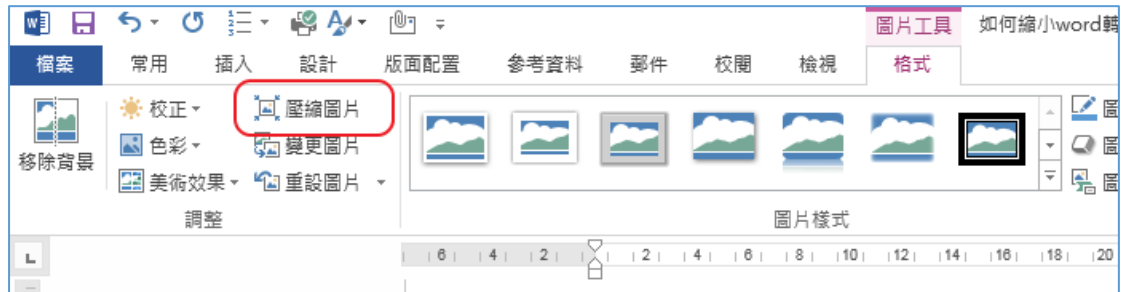 圖片工具 如何縮小word轉
檔案 常用 插入 設計 版面配置 參考資料 郵件 校閱 檢視 格式
移除背景
校正 壓縮圖片
色彩 變更圖片
美術效果 重設圖片
圖
圖
圖
調整 圖片樣式
L 6 4 2 2 4 6 8 10 12 14 16 18 20